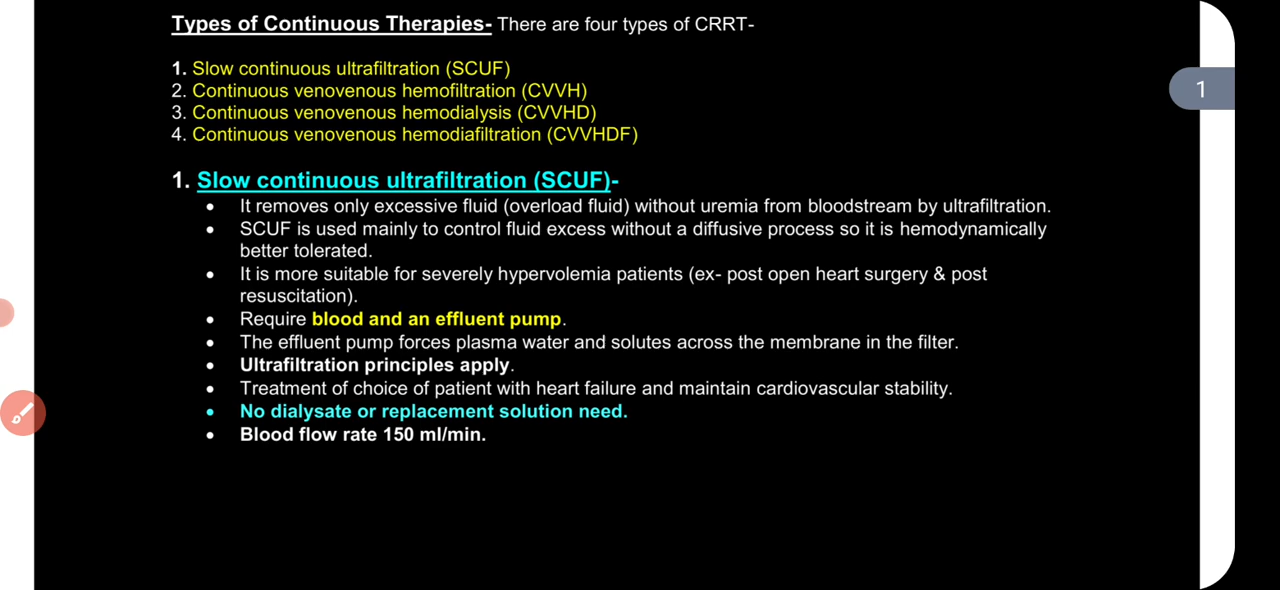 Types of Continuous Therapies- There are four types of CRRT-
1. Slow continuous ultrafiltration (SCUF)
2. Continuous venovenous hemofiltration (CVVH)
3. Continuous venovenous hemodialysis (CVVHD)
4. Continuous venovenous hemodiafiltration (CVVHDF)
1
1. Slow continuous ultrafiltration (SCUF)-
• It removes only excessive fluid (overload fluid) without uremia from bloodstream by ultrafiltration.
• SCUF is used mainly to control fluid excess without a diffusive process so it is hemodynamically
better tolerated.
• It is more suitable for severely hypervolemia patients (ex- post open heart surgery & post
resuscitation).
• Require blood and an effluent pump.
• The effluent pump forces plasma water and solutes across the membrane in the filter.
• Ultrafiltration principles apply.
• Treatment of choice of patient with heart failure and maintain cardiovascular stability.
• No dialysate or replacement solution need.
• Blood flow rate 150 ml/min.